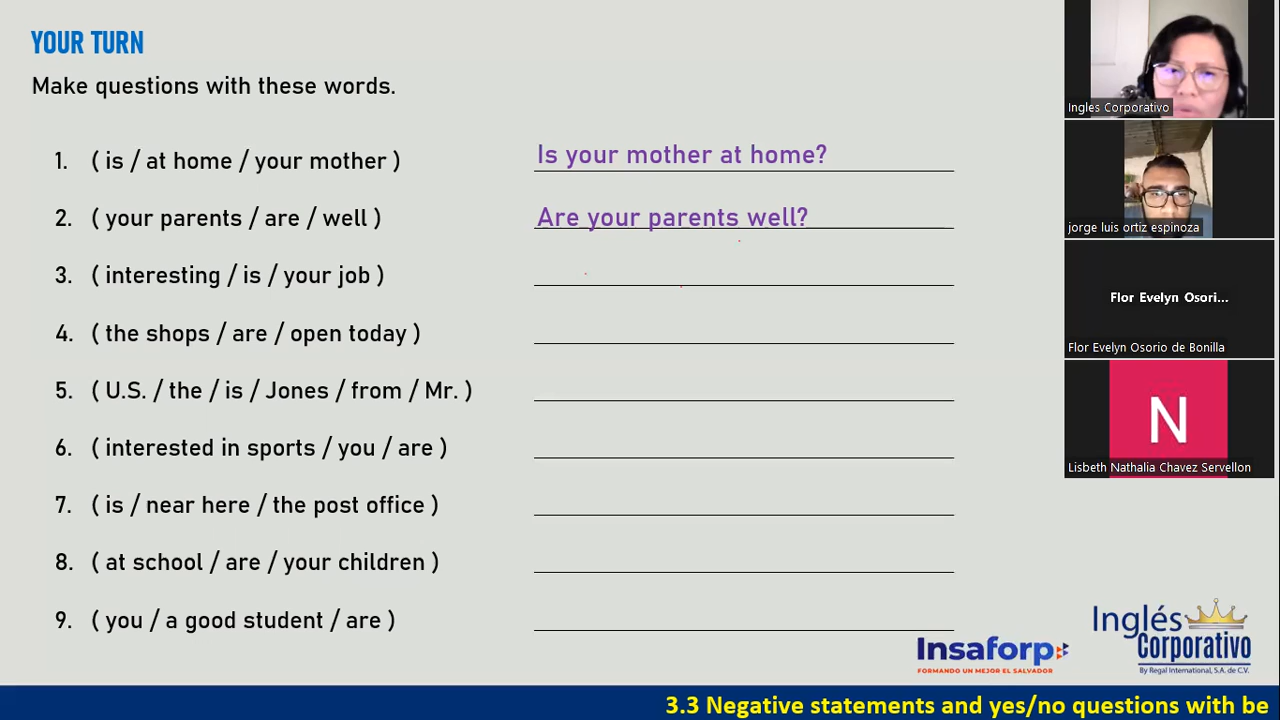 YOUR TURN
Make questions with these words.
1. ( is / at home / your mother ) Is your mother at home?
2. ( your parents / are / well ) Are your parents well?
3. ( interesting / is / your job )
4. ( the shops / are / open today )
5. ( U.S. / the / is / Jones / from / Mr. )
6. ( interested in sports / you / are )
7. ( is / near here / the post office )
8. ( at school / are / your children )
9. ( you / a good student / are )
Ingles Corporativo
jorge luis ortiz espinoza
Flor Evelyn Osori...
Flor Evelyn Osorio de Bonilla
N
Lisbeth Nathalia Chavez Servellon
Insaforp
FORMANDO UN MEJOR EL SALVADOR
Inglés
Corporativo
By Regal International, S.A. de C.V.
3.3 Negative statements and yes/no questions with be